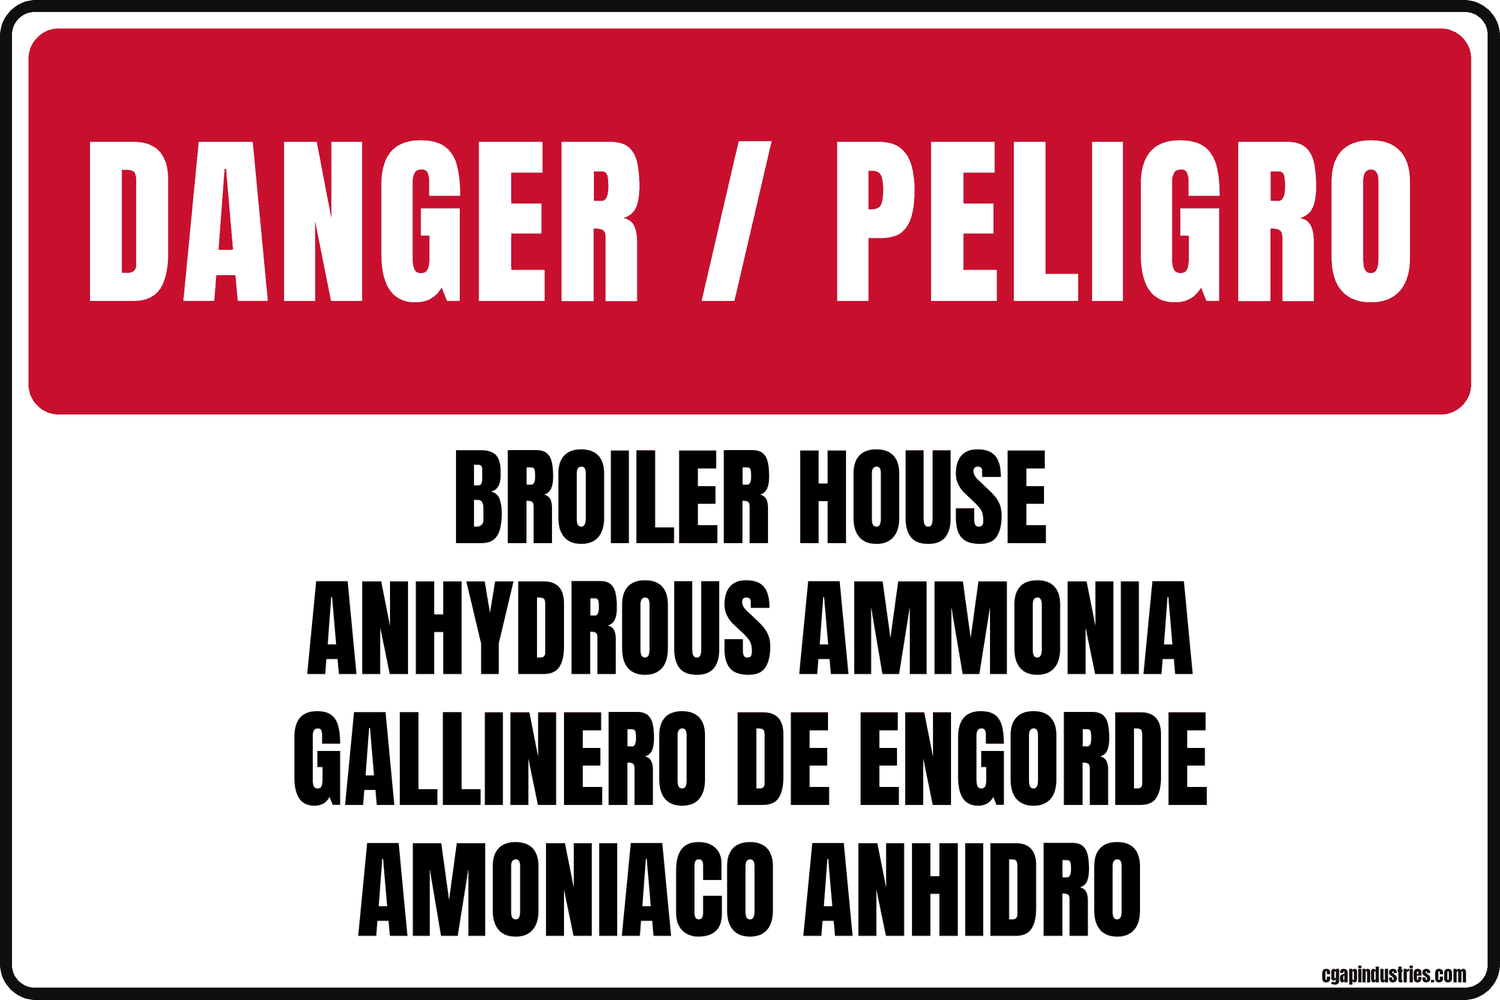 DANGER / PELIGRO
BROILER HOUSE
ANHYDROUS AMMONIA
GALLINERO DE ENGORDE
AMONIACO ANHIDRO
cgapindustries.com